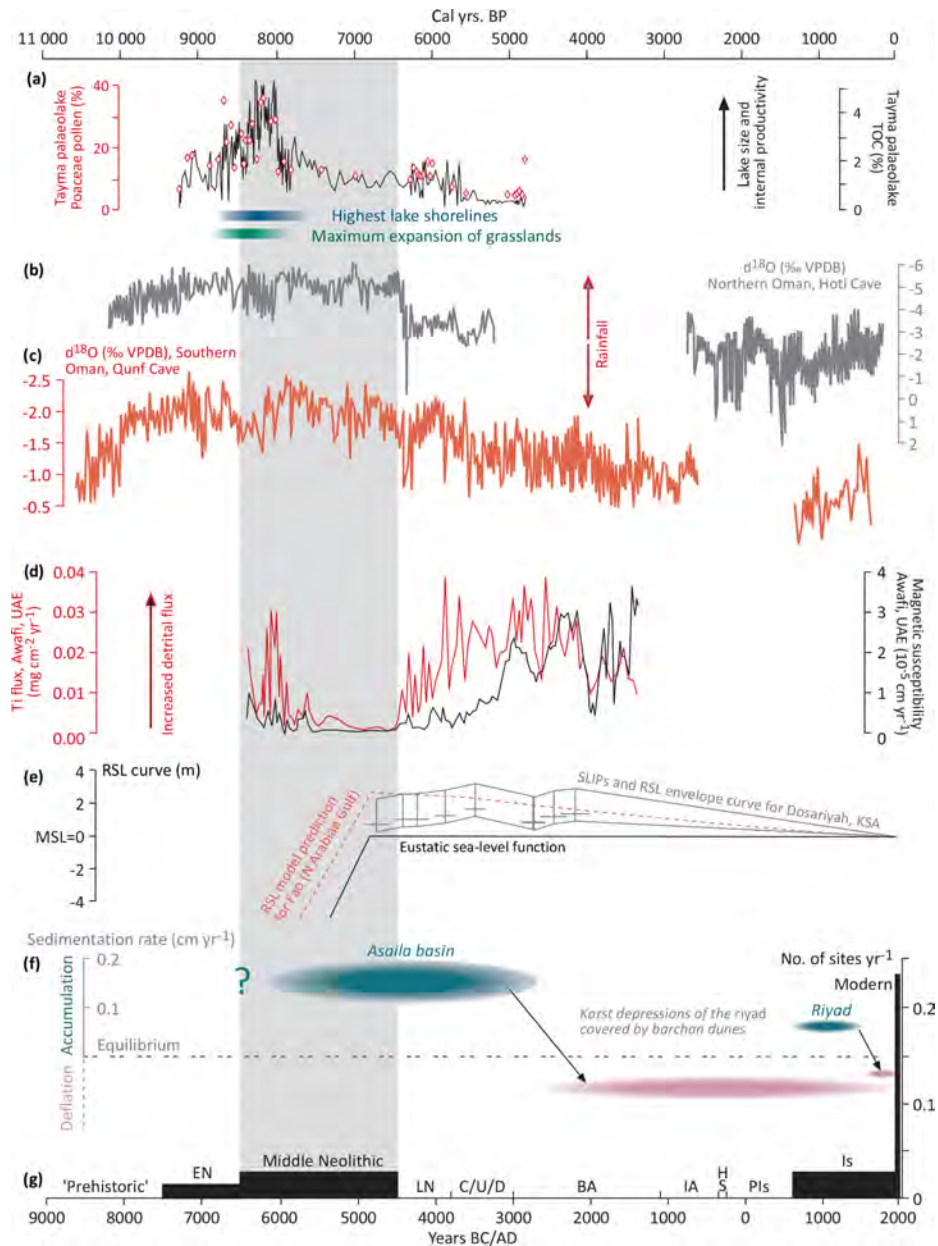 Cal yrs. BP
11 000 10 000 9000 8000 7000 6000 5000 4000 3000 2000 1000 0
(a)
Tayma palaeolake
Poaceae pollen (%)
40
20
0
Highest lake shorelines
Maximum expansion of grasslands
Lake size and
internal productivity
4
2
0
Tayma palaeolake
TOC (%)
(b)
d18O (‰ VPDB)
Northern Oman, Hoti Cave
-6
-5
-4
-3
-2
-1
0
1
2
Rainfall
(c)
d18O (‰ VPDB), Southern
Oman, Qunf Cave
-2.5
-2.0
-1.5
-1.0
-0.5
(d)
Ti flux, Awafi, UAE
(mg cm-2 yr-1)
0.04
0.03
0.02
0.01
0.00
Increased detrital flux
4
3
2
1
0
Magnetic susceptibility
Awafi, UAE (10-5 cm yr-1)
(e)
RSL curve (m)
4
2
MSL=0
-2
-4
RSL model prediction
for Fao (N Arabiae Gulf)
SLIPs and RSL envelope curve for Dosariyah, KSA
Eustatic sea-level function
Sedimentation rate (cm yr-1)
(f)
0.2
0.1
Accumulation
Equilibrium
Deflation
?
Asaila basin
Karst depressions of the riyad
covered by barchan dunes
Riyad
No. of sites yr-1
Modern
0.2
0.1
0
(g)
'Prehistoric'
EN
Middle Neolithic
LN
C/U/D
BA
IA
H
S
PIs
Is
9000 8000 7000 6000 5000 4000 3000 2000 1000 0 1000 2000
Years BC/AD